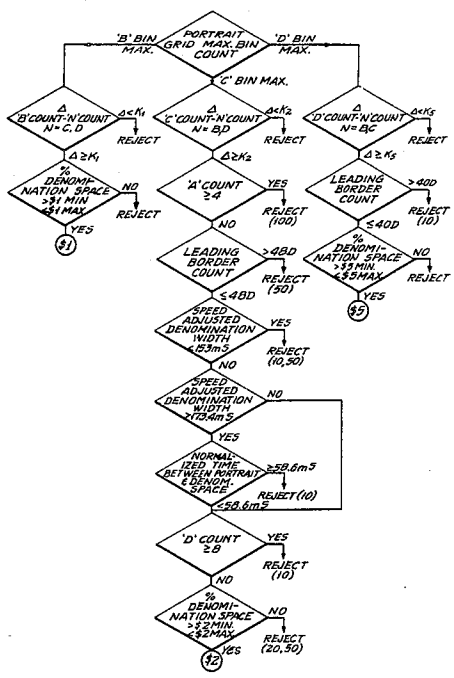 PORTRAIT
GRID MAX. BIN
COUNT
'B' BIN
MAX.
'D' BIN
MAX.
'C' BIN MAX.
Δ
'B'COUNT-'N'COUNT
N=C, D
Δ<K1
REJECT
Δ≥K1
%
DENOMI-
NATION SPACE
>$1 MIN
<$1 MAX
NO
REJECT
YES
$1
Δ
'C'COUNT-'N'COUNT
N=B,D
Δ<K2
REJECT
Δ≥K2
'A' COUNT
≥4
YES
REJECT
(100)
NO
LEADING
BORDER
COUNT
>48D
REJECT
(50)
≤48D
SPEED
ADJUSTED
DENOMINATION
WIDTH
<153mS
YES
REJECT
(10,50)
NO
SPEED
ADJUSTED
DENOMINATION
WIDTH
>173.4mS
NO
YES
NORMAL-
IZED TIME
BETWEEN PORTRAIT
& DENOM.
SPACE
≥58.6mS
REJECT(10)
<58.6mS
'D' COUNT
≥8
YES
REJECT
(10)
NO
%
DENOMI-
NATION SPACE
>$2 MIN.
<$2 MAX
NO
REJECT
(20,50)
YES
$2
Δ
'D'COUNT-'N'COUNT
N=B,C
Δ<K5
REJECT
Δ≥K5
LEADING
BORDER
COUNT
>40D
REJECT
(10)
≤40D
%
DENOMI-
NATION SPACE
>$5 MIN.
<$5 MAX
NO
REJECT
YES
$5